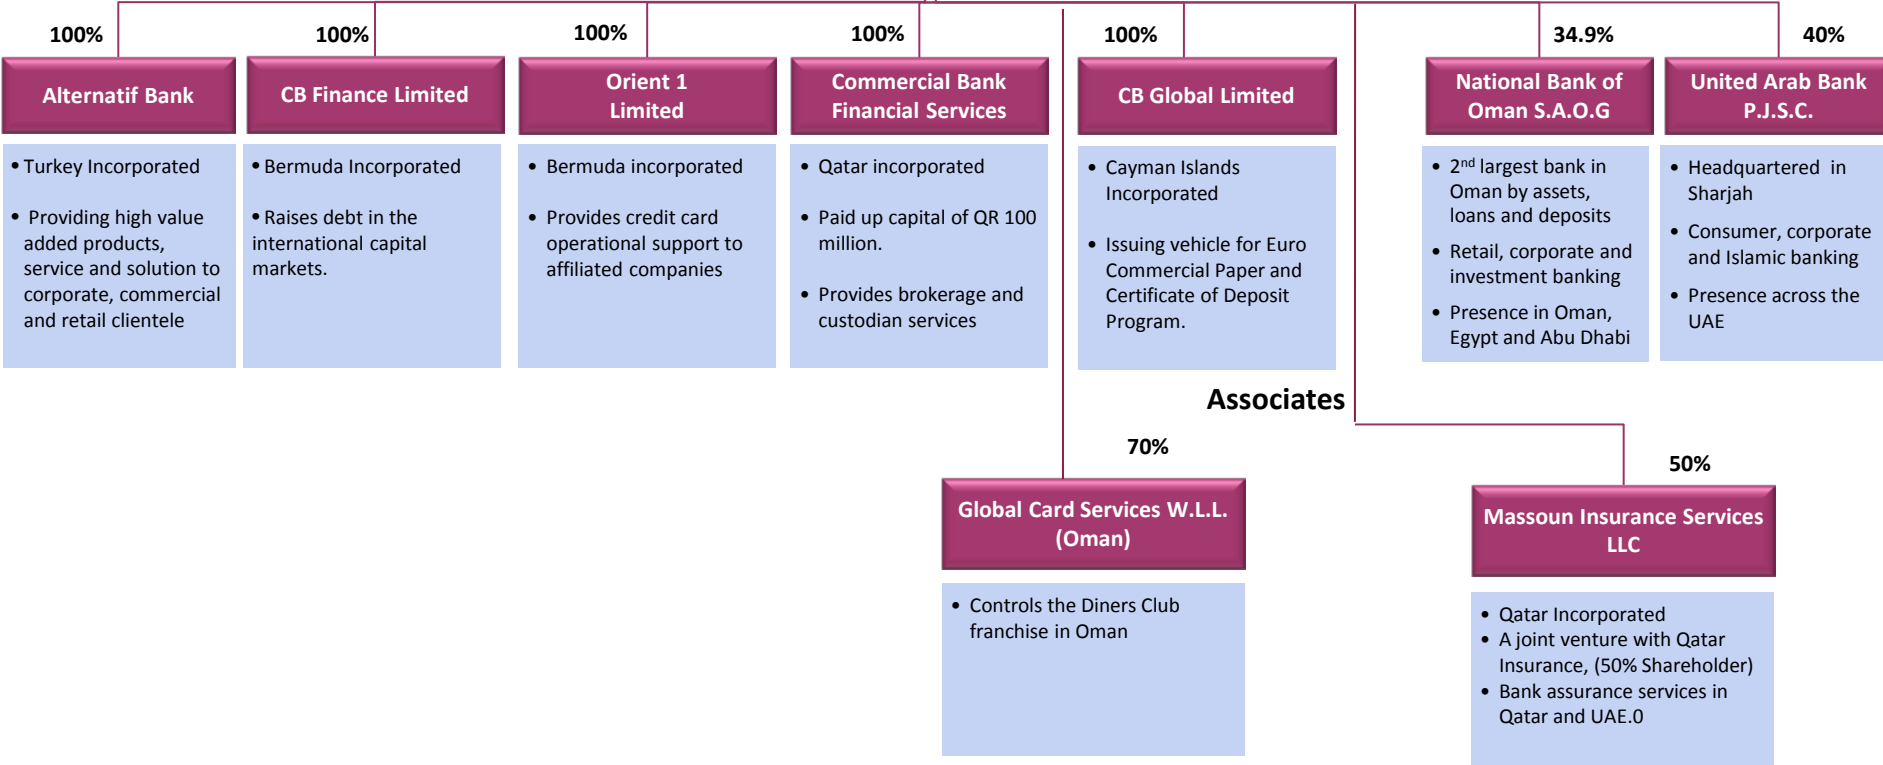 100%
Alternatif Bank
• Turkey Incorporated
• Providing high value
added products,
service and solution to
corporate, commercial
and retail clientele
100%
CB Finance Limited
• Bermuda Incorporated
• Raises debt in the
international capital
markets.
100%
Orient 1
Limited
• Bermuda incorporated
• Provides credit card
operational support to
affiliated companies
100%
Commercial Bank
Financial Services
• Qatar incorporated
• Paid up capital of QR 100
million.
• Provides brokerage and
custodian services
100%
CB Global Limited
• Cayman Islands
Incorporated
• Issuing vehicle for Euro
Commercial Paper and
Certificate of Deposit
Program.
34.9%
National Bank of
Oman S.A.O.G
• 2nd largest bank in
Oman by assets,
loans and deposits
• Retail, corporate and
investment banking
• Presence in Oman,
Egypt and Abu Dhabi
40%
United Arab Bank
P.J.S.C.
• Headquartered in
Sharjah
• Consumer, corporate
and Islamic banking
• Presence across the
UAE
Associates
70%
Global Card Services W.L.L.
(Oman)
• Controls the Diners Club
franchise in Oman
50%
Massoun Insurance Services
LLC
• Qatar Incorporated
• A joint venture with Qatar
Insurance, (50% Shareholder)
• Bank assurance services in
Qatar and UAE.0